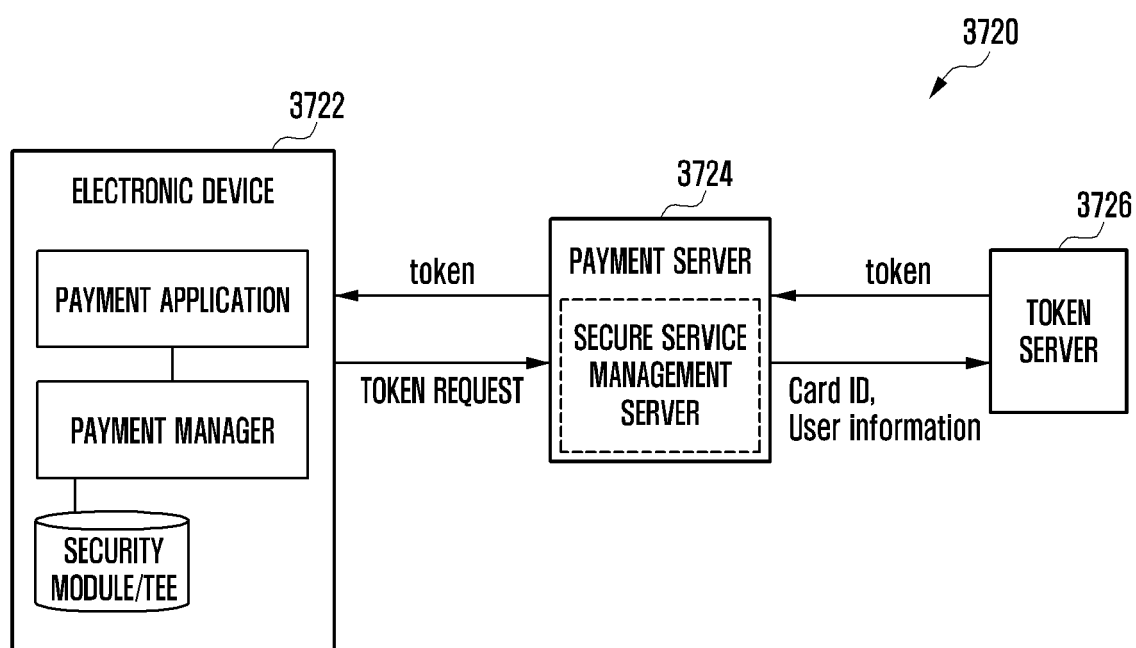 3720
3722
ELECTRONIC DEVICE
PAYMENT APPLICATION
PAYMENT MANAGER
SECURITY
MODULE/TEE
token
TOKEN REQUEST
3724
PAYMENT SERVER
SECURE SERVICE
MANAGEMENT
SERVER
token
Card ID,
User information
3726
TOKEN
SERVER